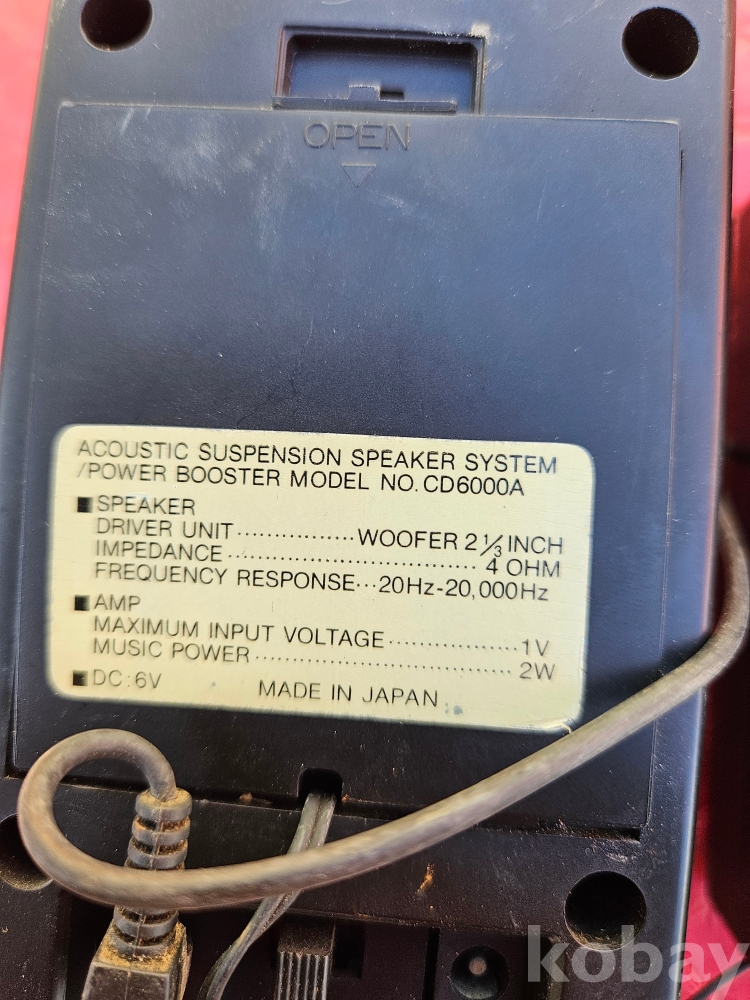 OPEN
ACOUSTIC SUSPENSION SPEAKER SYSTEM
/POWER BOOSTER MODEL NO. CD6000A
■ SPEAKER
DRIVER UNIT ................ WOOFER 2 1/3 INCH
IMPEDANCE .................................. 4 OHM
FREQUENCY RESPONSE ... 20Hz-20,000Hz
■ AMP
MAXIMUM INPUT VOLTAGE .................. 1V
MUSIC POWER .................................... 2W
■ DC : 6V MADE IN JAPAN
kobay